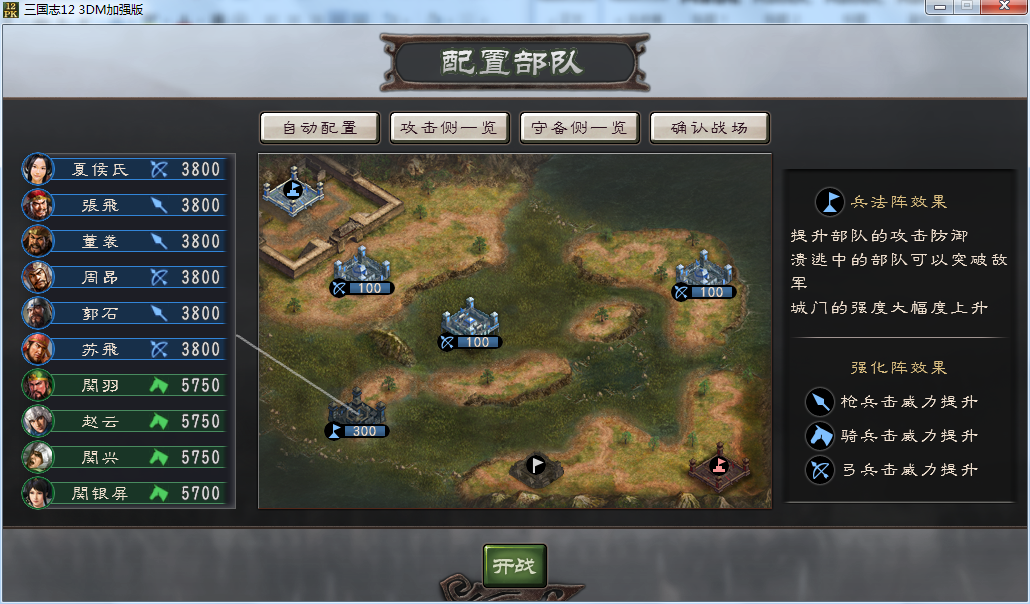 12
PK
三国志12 3DM加强版
配置部队
自动配置
攻击侧一览
守备侧一览
确认战场
夏侯氏 3800
張飛 3800
董袭 3800
周昂 3800
郭石 3800
苏飛 3800
関羽 5750
赵云 5750
関兴 5750
関银屏 5700
100
100
100
300
兵法阵效果
提升部队的攻击防御
溃逃中的部队可以突破敌
军
城门的强度大幅度上升
强化阵效果
枪兵击威力提升
骑兵击威力提升
弓兵击威力提升
开战